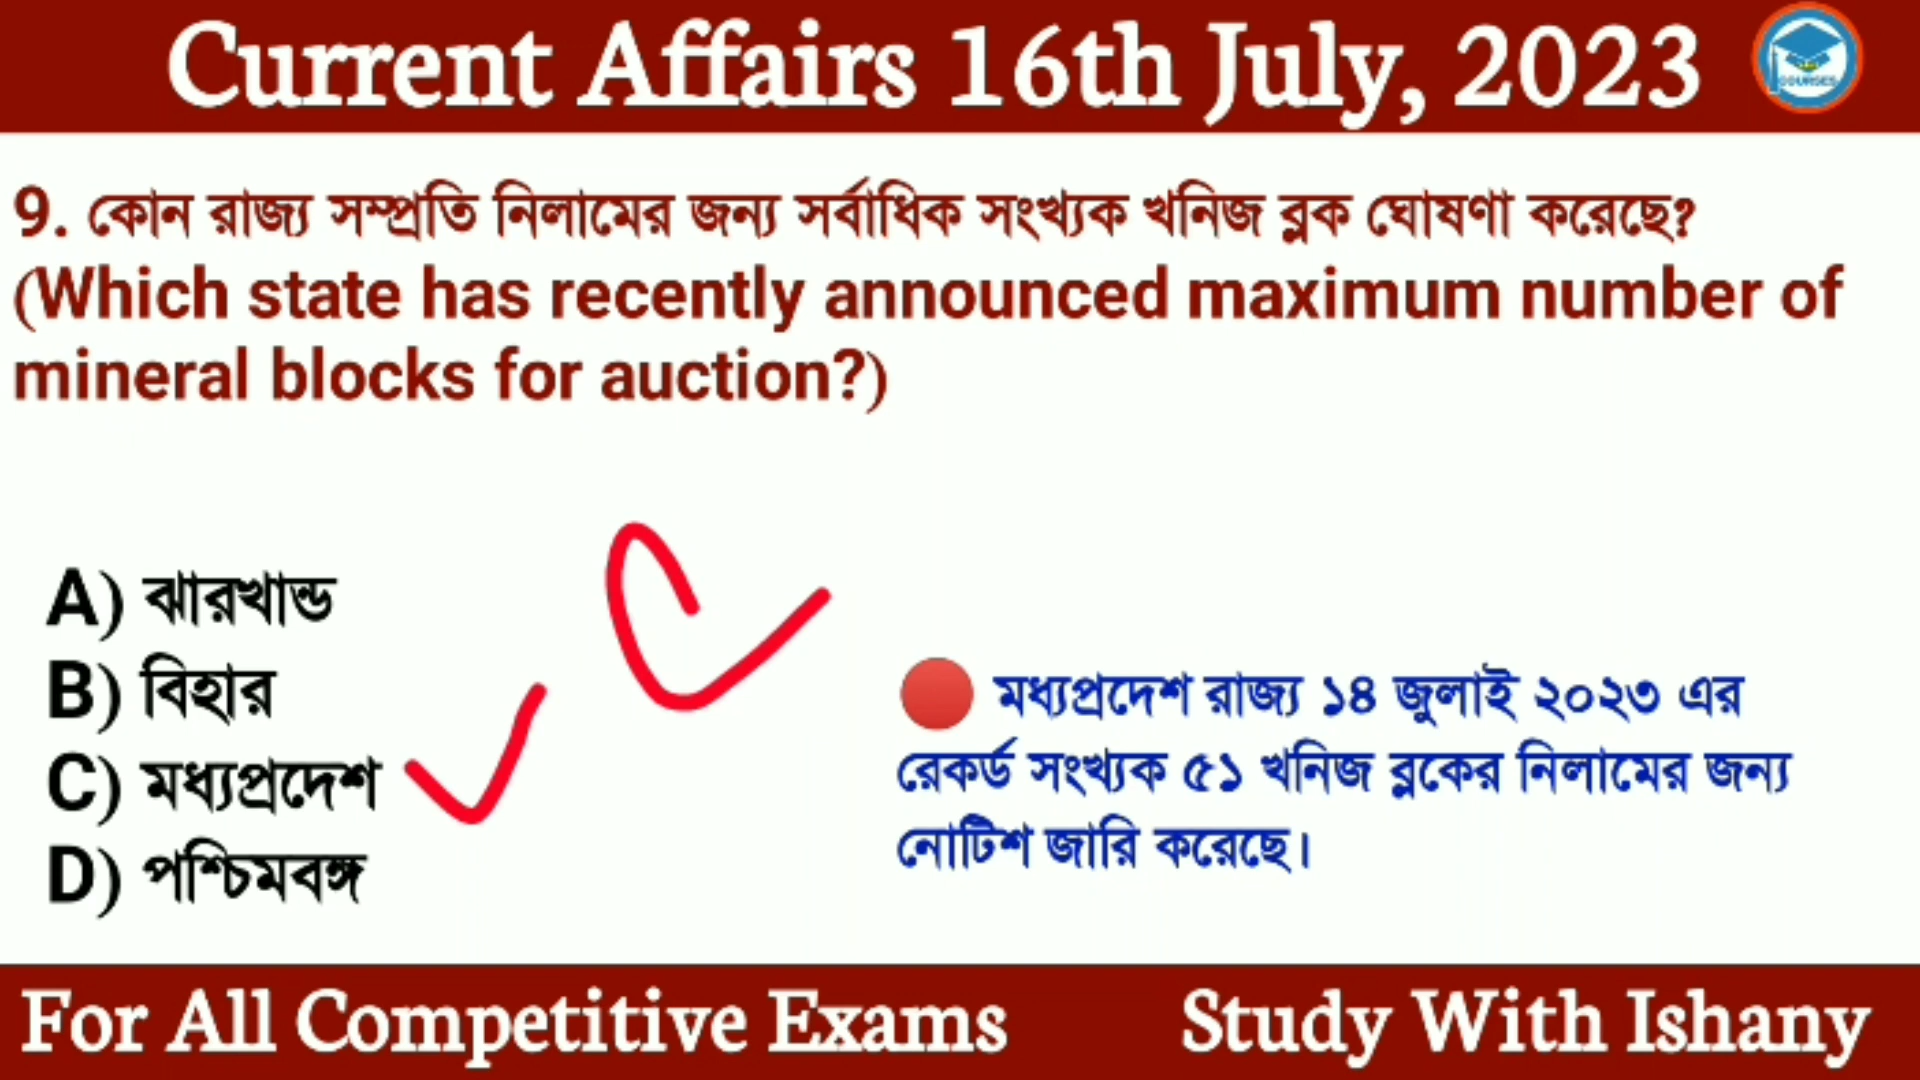 Current Affairs 16th July, 2023
COURSES
9. কোন রাজ্য সম্প্রতি নিলামের জন্য সর্বাধিক সংখ্যক খনিজ ব্লক ঘোষণা করেছে?
(Which state has recently announced maximum number of
mineral blocks for auction?)
A) ঝারখান্ড
B) বিহার
C) মধ্যপ্রদেশ
D) পশ্চিমবঙ্গ
C
মধ্যপ্রদেশ রাজ্য ১৪ জুলাই ২০২৩ এর
রেকর্ড সংখ্যক ৫১ খনিজ ব্লকের নিলামের জন্য
নোটিশ জারি করেছে।
For All Competitive Exams
Study With Ishany